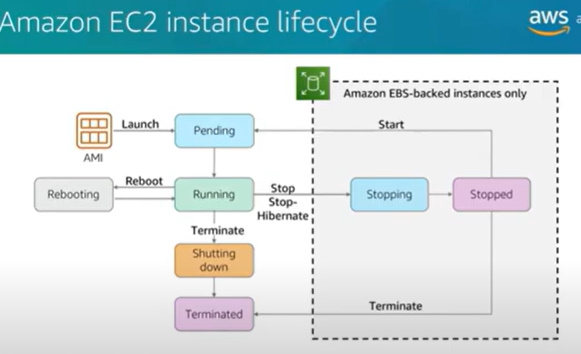 Amazon EC2 instance lifecycle
aws
Amazon EBS-backed instances only
Launch
Pending
Start
AMI
Rebooting
Reboot
Running
Stop
Stop-
Hibernate
Stopping
Stopped
Terminate
Shutting
down
Terminated
Terminate